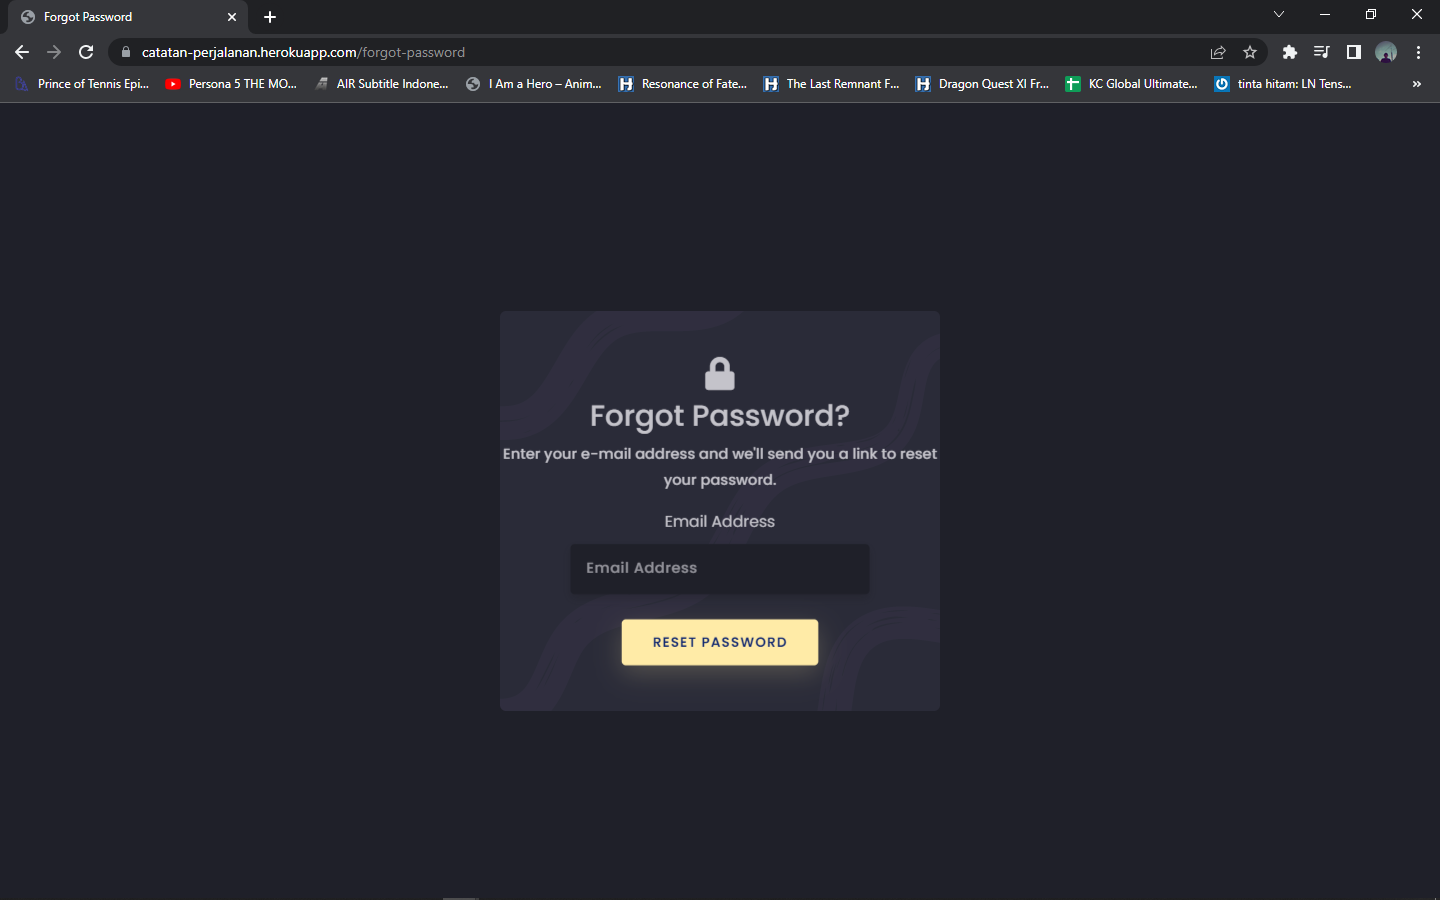 Forgot Password
catatan-perjalanan.herokuapp.com/forgot-password
Prince of Tennis Epi...
Persona 5 THE MO...
AIR Subtitle Indone...
I Am a Hero – Anim...
Resonance of Fate...
The Last Remnant F...
Dragon Quest XI Fr...
KC Global Ultimate...
tinta hitam: LN Tens...
Forgot Password?
Enter your e-mail address and we'll send you a link to reset
your password.
Email Address
Email Address
RESET PASSWORD